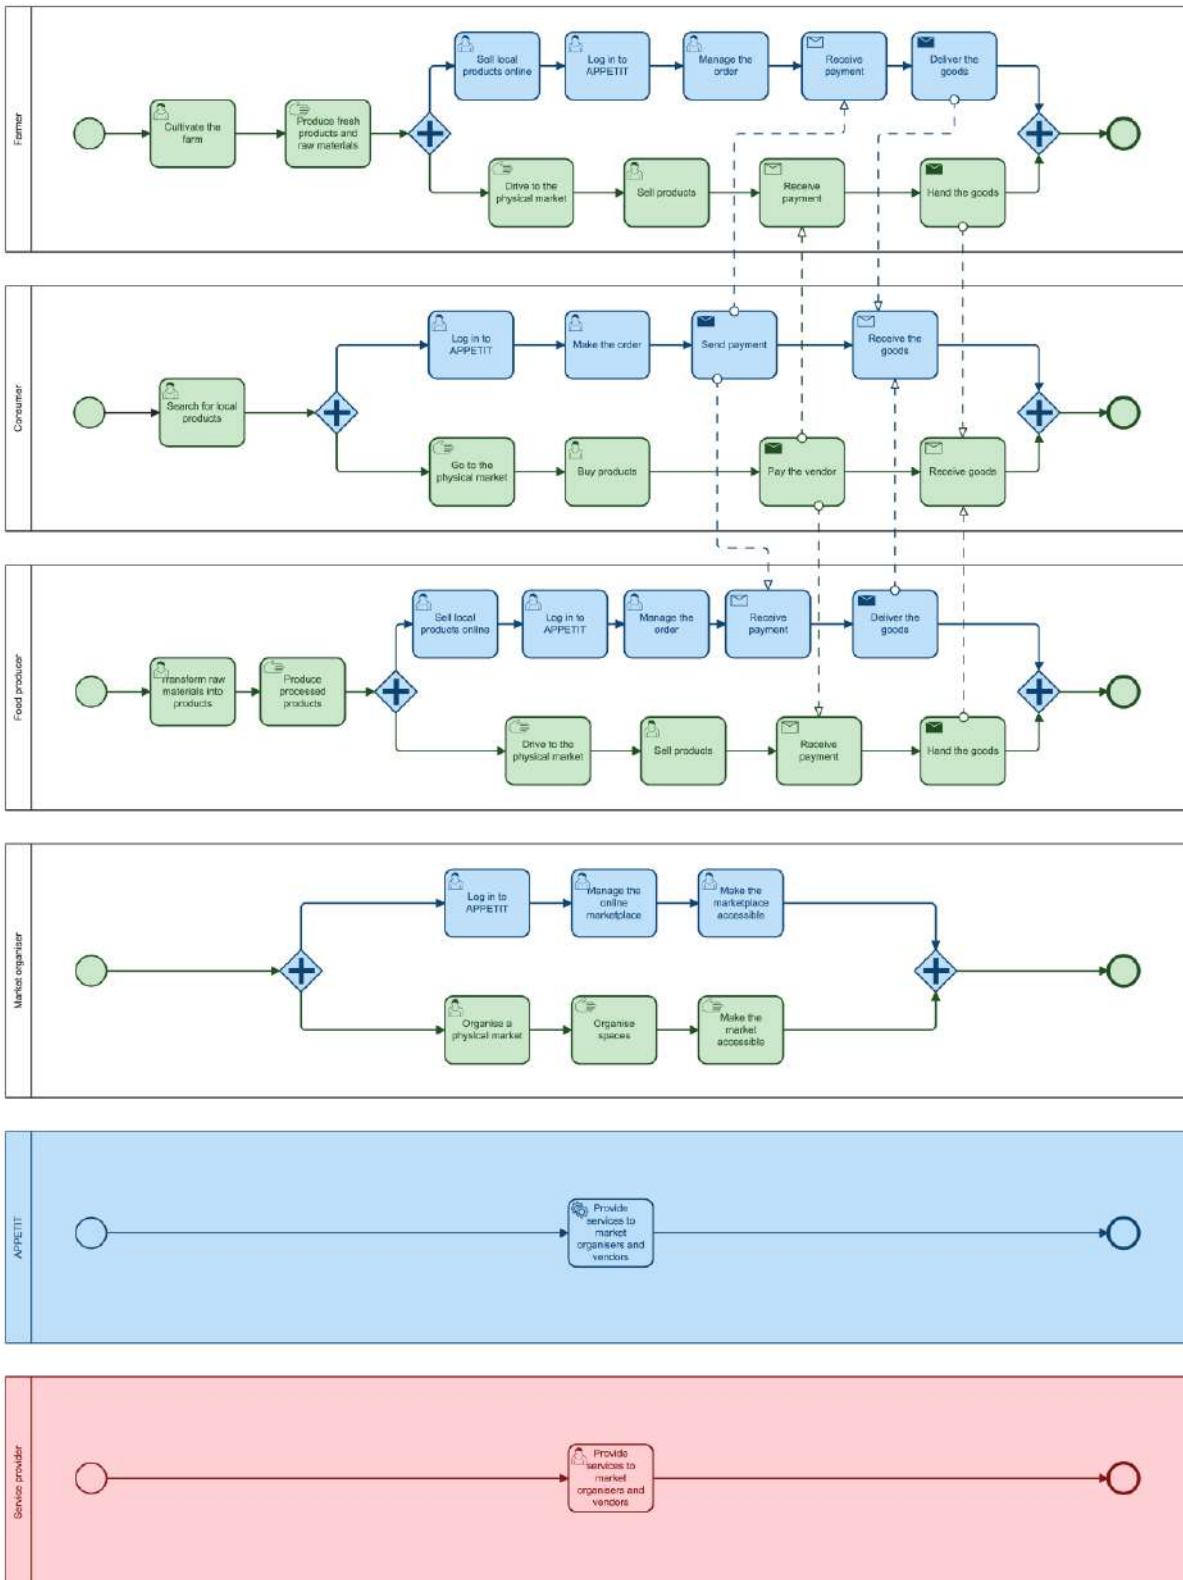 Farmer
Sell local
products online
Log in to
APPETIT
Manage the
order
Receive
payment
Deliver the
goods
Cultivate the
farm
Produce fresh
products and
raw materials
Drive to the
physical market
Sell products
Receive
payment
Hand the goods
Consumer
Log in to
APPETIT
Make the order
Send payment
Receive the
goods
Search for local
products
Go to the
physical market
Buy products
Pay the vendor
Receive goods
Food producer
Sell local
products online
Log in to
APPETIT
Manage the
order
Receive
payment
Deliver the
goods
Transform raw
materials into
products
Produce
processed
products
Drive to the
physical market
Sell products
Receive
payment
Hand the goods
Market organiser
Log in to
APPETIT
Manage the
online
marketplace
Make the
marketplace
accessible
Organise a
physical market
Organise
spaces
Make the
market
accessible
APPETIT
Provide
services to
market
organisers and
vendors
Service provider
Provide
services to
market
organisers and
vendors